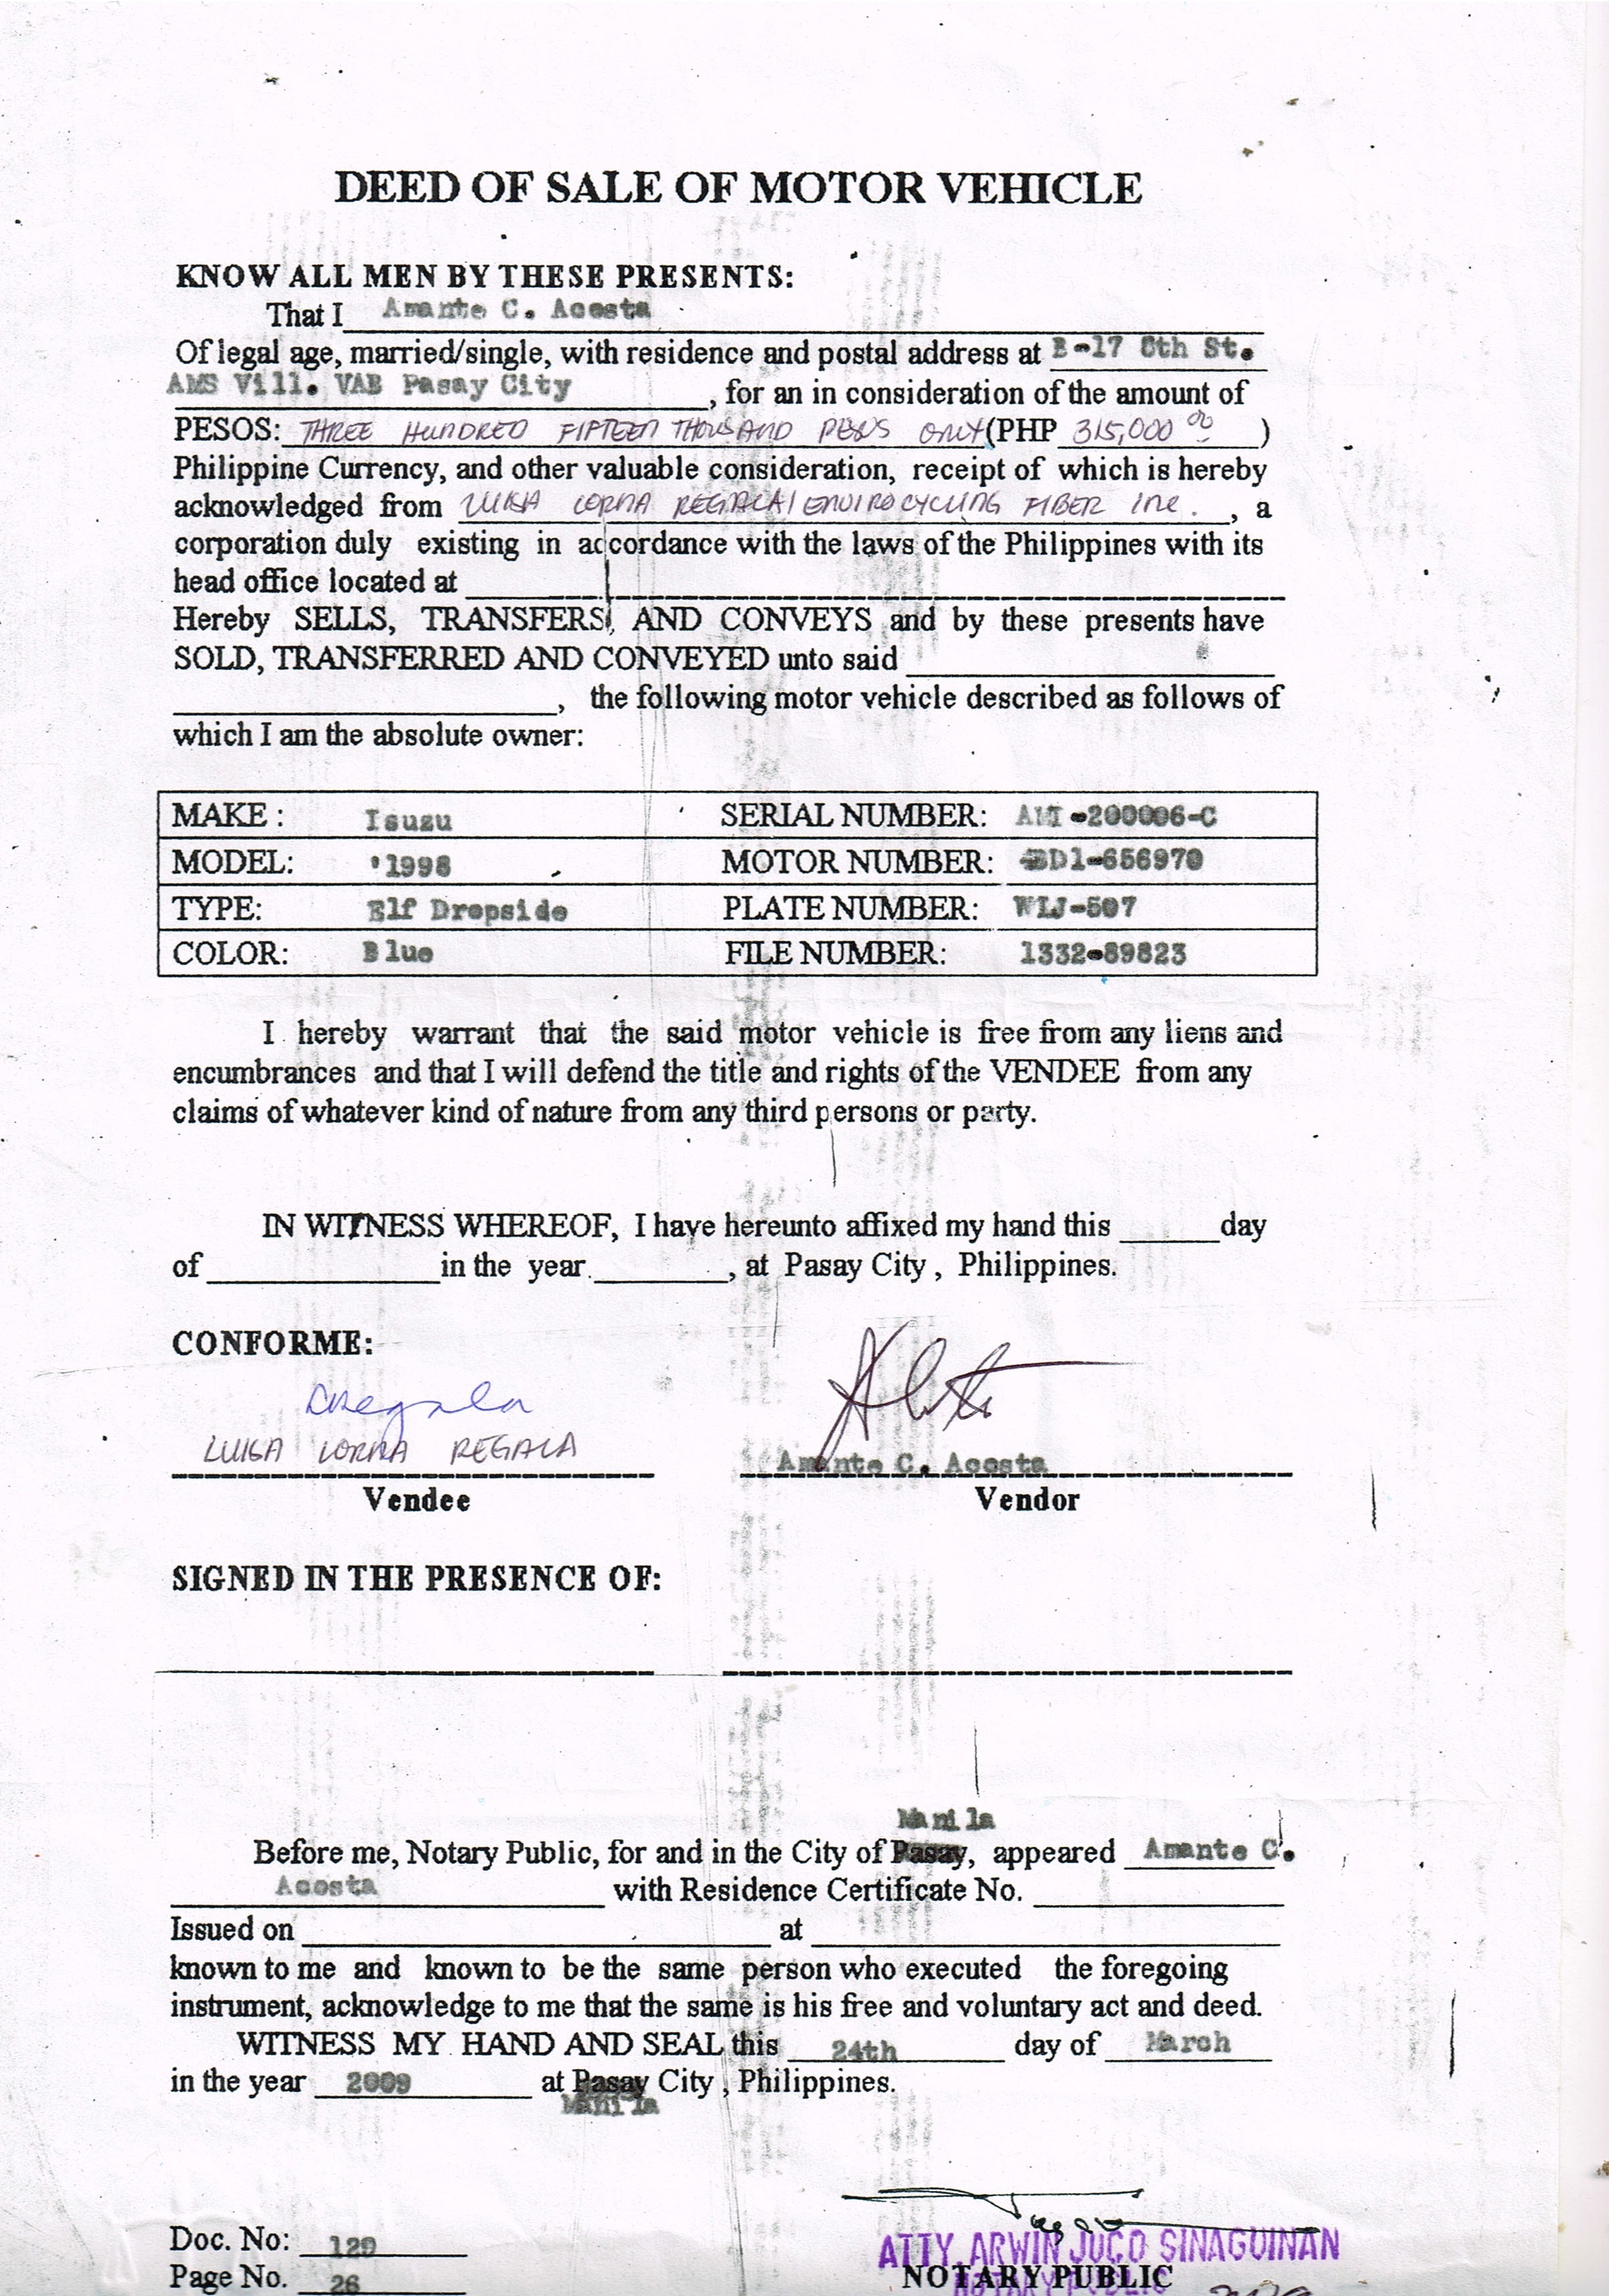 DEED OF SALE OF MOTOR VEHICLE
KNOW ALL MEN BY THESE PRESENTS:
That I Amante C. Acosta
Of legal age, married/single, with residence and postal address at B-17 8th St.
AMS Vill. VAB Pasay City, for an in consideration of the amount of
PESOS: THREE HUNDRED FIFTEEN THOUSAND PESOS ONLY (PHP 315,000 00)
Philippine Currency, and other valuable consideration, receipt of which is hereby
acknowledged from LUISA LORNA REGALA/ENVIROCYCLING FIBER INC. , a
corporation duly existing in accordance with the laws of the Philippines with its
head office located at
Hereby SELLS, TRANSFERS, AND CONVEYS and by these presents have
SOLD, TRANSFERRED AND CONVEYED unto said
, the following motor vehicle described as follows of
which I am the absolute owner:
MAKE : Isuzu SERIAL NUMBER: -200006-C
MODEL: '1998 MOTOR NUMBER: 4BD1-656970
TYPE: Elf Dropside PLATE NUMBER: WLJ-507
COLOR: Blue FILE NUMBER: 1332-89823
I hereby warrant that the said motor vehicle is free from any liens and
encumbrances and that I will defend the title and rights of the VENDEE from any
claims of whatever kind of nature from any third persons or party.
IN WITNESS WHEREOF, I have hereunto affixed my hand this day
of in the year , at Pasay City , Philippines.
CONFORME:
LUISA LORNA REGALA Amante C. Acosta
Vendee Vendor
SIGNED IN THE PRESENCE OF:
Manila
Before me, Notary Public, for and in the City of Pasay, appeared Amante C.
Acosta with Residence Certificate No.
Issued on at
known to me and known to be the same person who executed the foregoing
instrument, acknowledge to me that the same is his free and voluntary act and deed.
WITNESS MY HAND AND SEAL this 24th day of March
in the year 2009 at Pasay City , Philippines.
Manila
Doc. No: 129 ATTY. ARWIN JUCO SINAGUINAN
Page No. 26 NOTARY PUBLIC